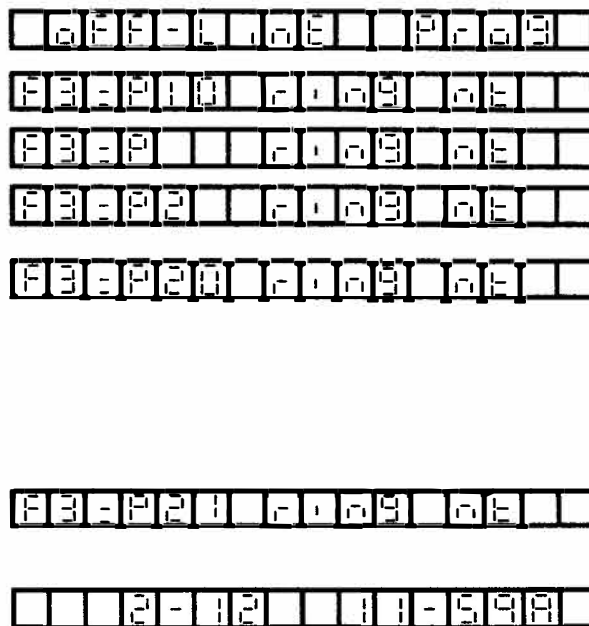 oFF-LinE Prog
F3=P10 ring nt
F3=P ring nt
F3=P2 ring nt
F3=P20 ring nt
F3=P21 ring nt
2-12 11-59A